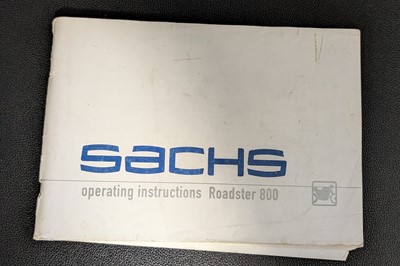 SACHS
operating instructions Roadster 800